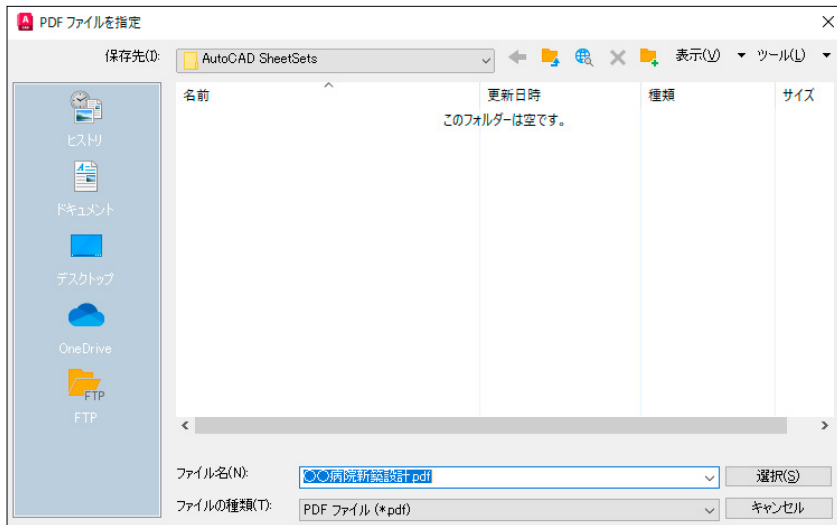 PDF ファイルを指定
保存先(I):
AutoCAD SheetSets
表示(V)
ツール(L)
名前
更新日時
種類
サイズ
このフォルダーは空です。
ヒストリ
ドキュメント
デスクトップ
OneDrive
FTP
FTP
ファイル名(N):
〇〇病院新築設計.pdf
選択(S)
ファイルの種類(T):
PDF ファイル (*pdf)
キャンセル